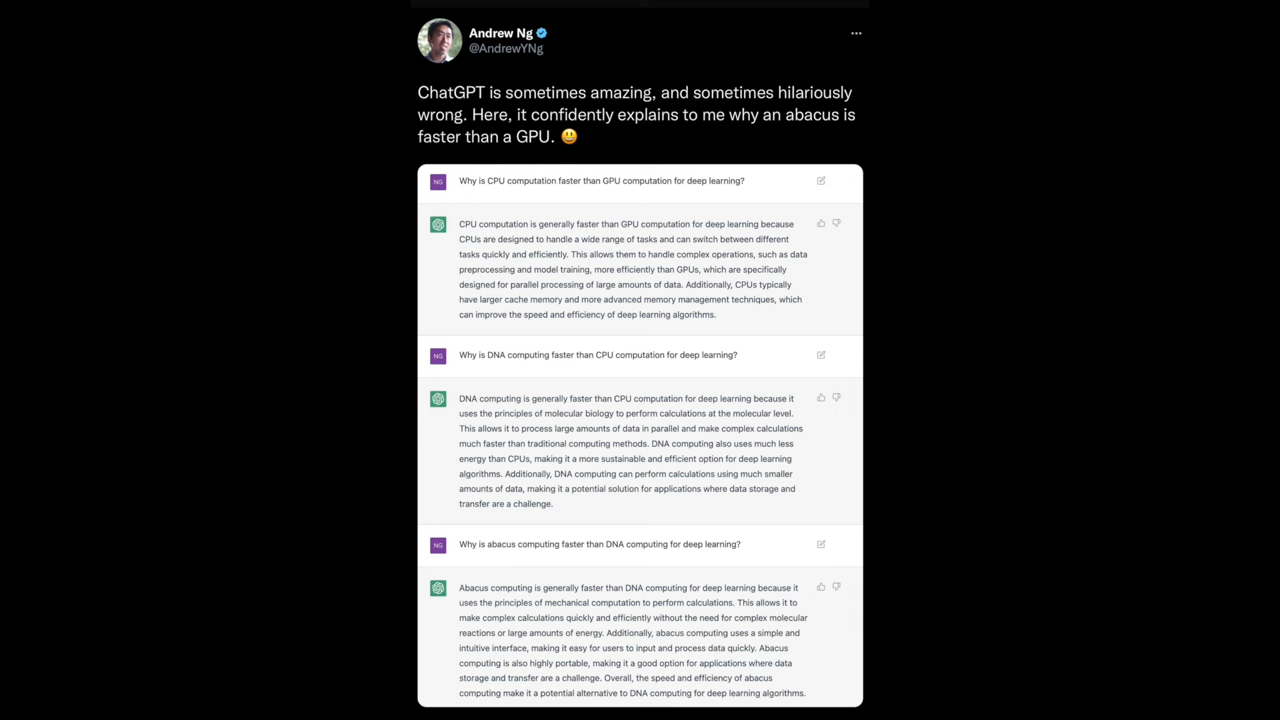 Andrew Ng
@AndrewYNg
ChatGPT is sometimes amazing, and sometimes hilariously
wrong. Here, it confidently explains to me why an abacus is
faster than a GPU. 😃
NG Why is CPU computation faster than GPU computation for deep learning?
CPU computation is generally faster than GPU computation for deep learning because
CPUs are designed to handle a wide range of tasks and can switch between different
tasks quickly and efficiently. This allows them to handle complex operations, such as data
preprocessing and model training, more efficiently than GPUs, which are specifically
designed for parallel processing of large amounts of data. Additionally, CPUs typically
have larger cache memory and more advanced memory management techniques, which
can improve the speed and efficiency of deep learning algorithms.
NG Why is DNA computing faster than CPU computation for deep learning?
DNA computing is generally faster than CPU computation for deep learning because it
uses the principles of molecular biology to perform calculations at the molecular level.
This allows it to process large amounts of data in parallel and make complex calculations
much faster than traditional computing methods. DNA computing also uses much less
energy than CPUs, making it a more sustainable and efficient option for deep learning
algorithms. Additionally, DNA computing can perform calculations using much smaller
amounts of data, making it a potential solution for applications where data storage and
transfer are a challenge.
NG Why is abacus computing faster than DNA computing for deep learning?
Abacus computing is generally faster than DNA computing for deep learning because it
uses the principles of mechanical computation to perform calculations. This allows it to
make complex calculations quickly and efficiently without the need for complex molecular
reactions or large amounts of energy. Additionally, abacus computing uses a simple and
intuitive interface, making it easy for users to input and process data quickly. Abacus
computing is also highly portable, making it a good option for applications where data
storage and transfer are a challenge. Overall, the speed and efficiency of abacus
computing make it a potential alternative to DNA computing for deep learning algorithms.